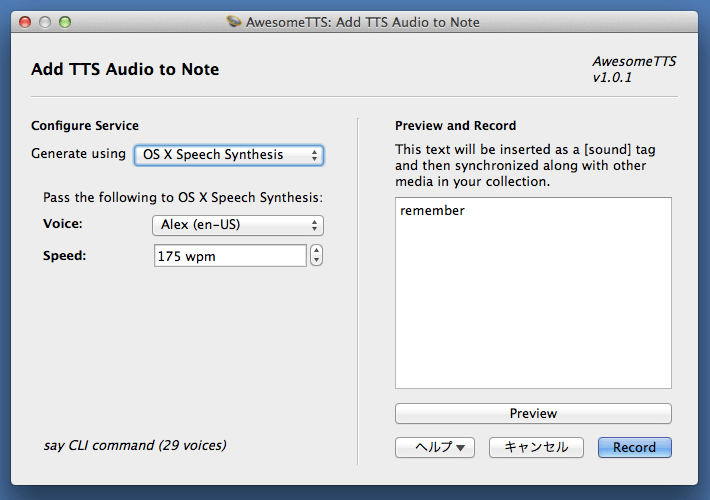 AwesomeTTS: Add TTS Audio to Note
Add TTS Audio to Note
AwesomeTTS
v1.0.1
Configure Service
Generate using OS X Speech Synthesis
Pass the following to OS X Speech Synthesis:
Voice: Alex (en-US)
Speed: 175 wpm
say CLI command (29 voices)
Preview and Record
This text will be inserted as a [sound] tag
and then synchronized along with other
media in your collection.
remember
Preview
ヘルプ キャンセル Record